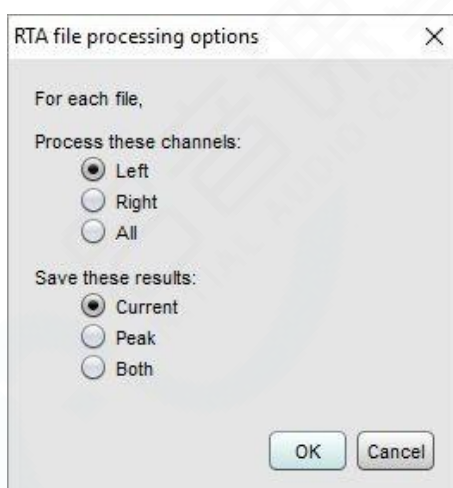 RTA file processing options
For each file,
Process these channels:
Left
Right
All
Save these results:
Current
Peak
Both
OK Cancel